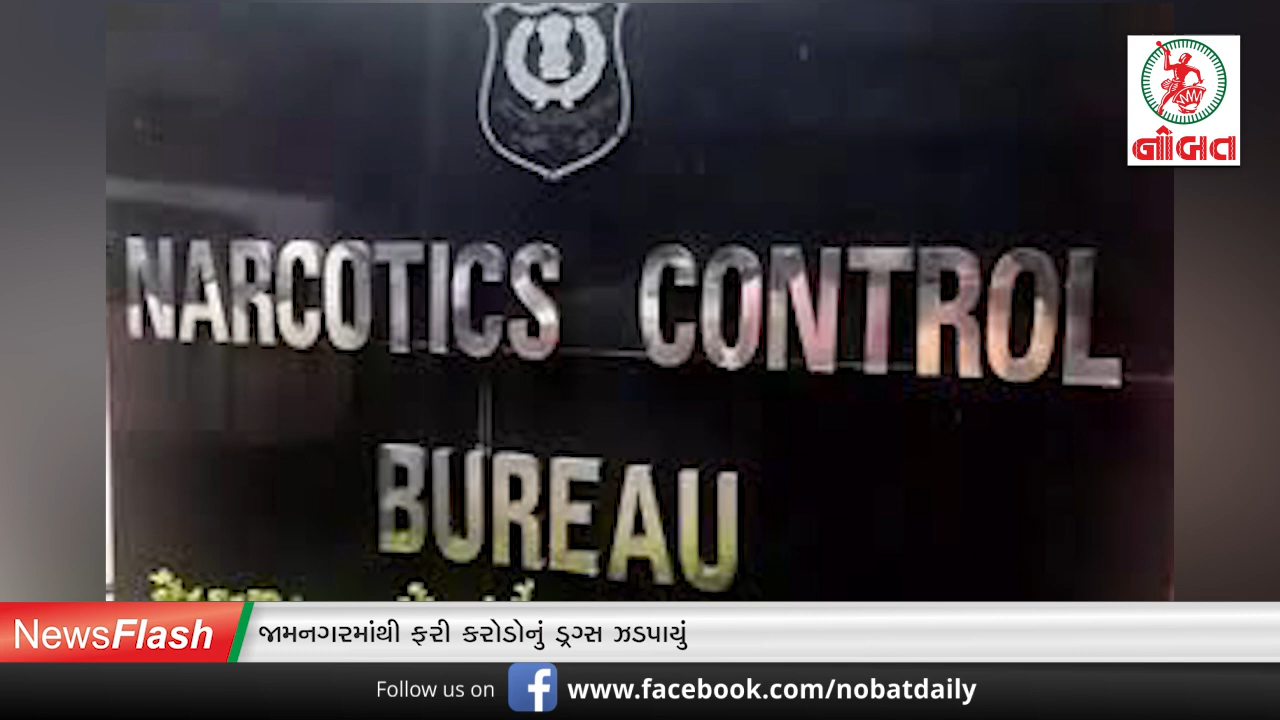 નોબત
NARCOTICS CONTROL
BUREAU
NewsFlash
જામનગરમાંથી ફરી કરોડોનું ડ્રગ્સ ઝડપાયું
Follow us on
www.facebook.com/nobatdaily